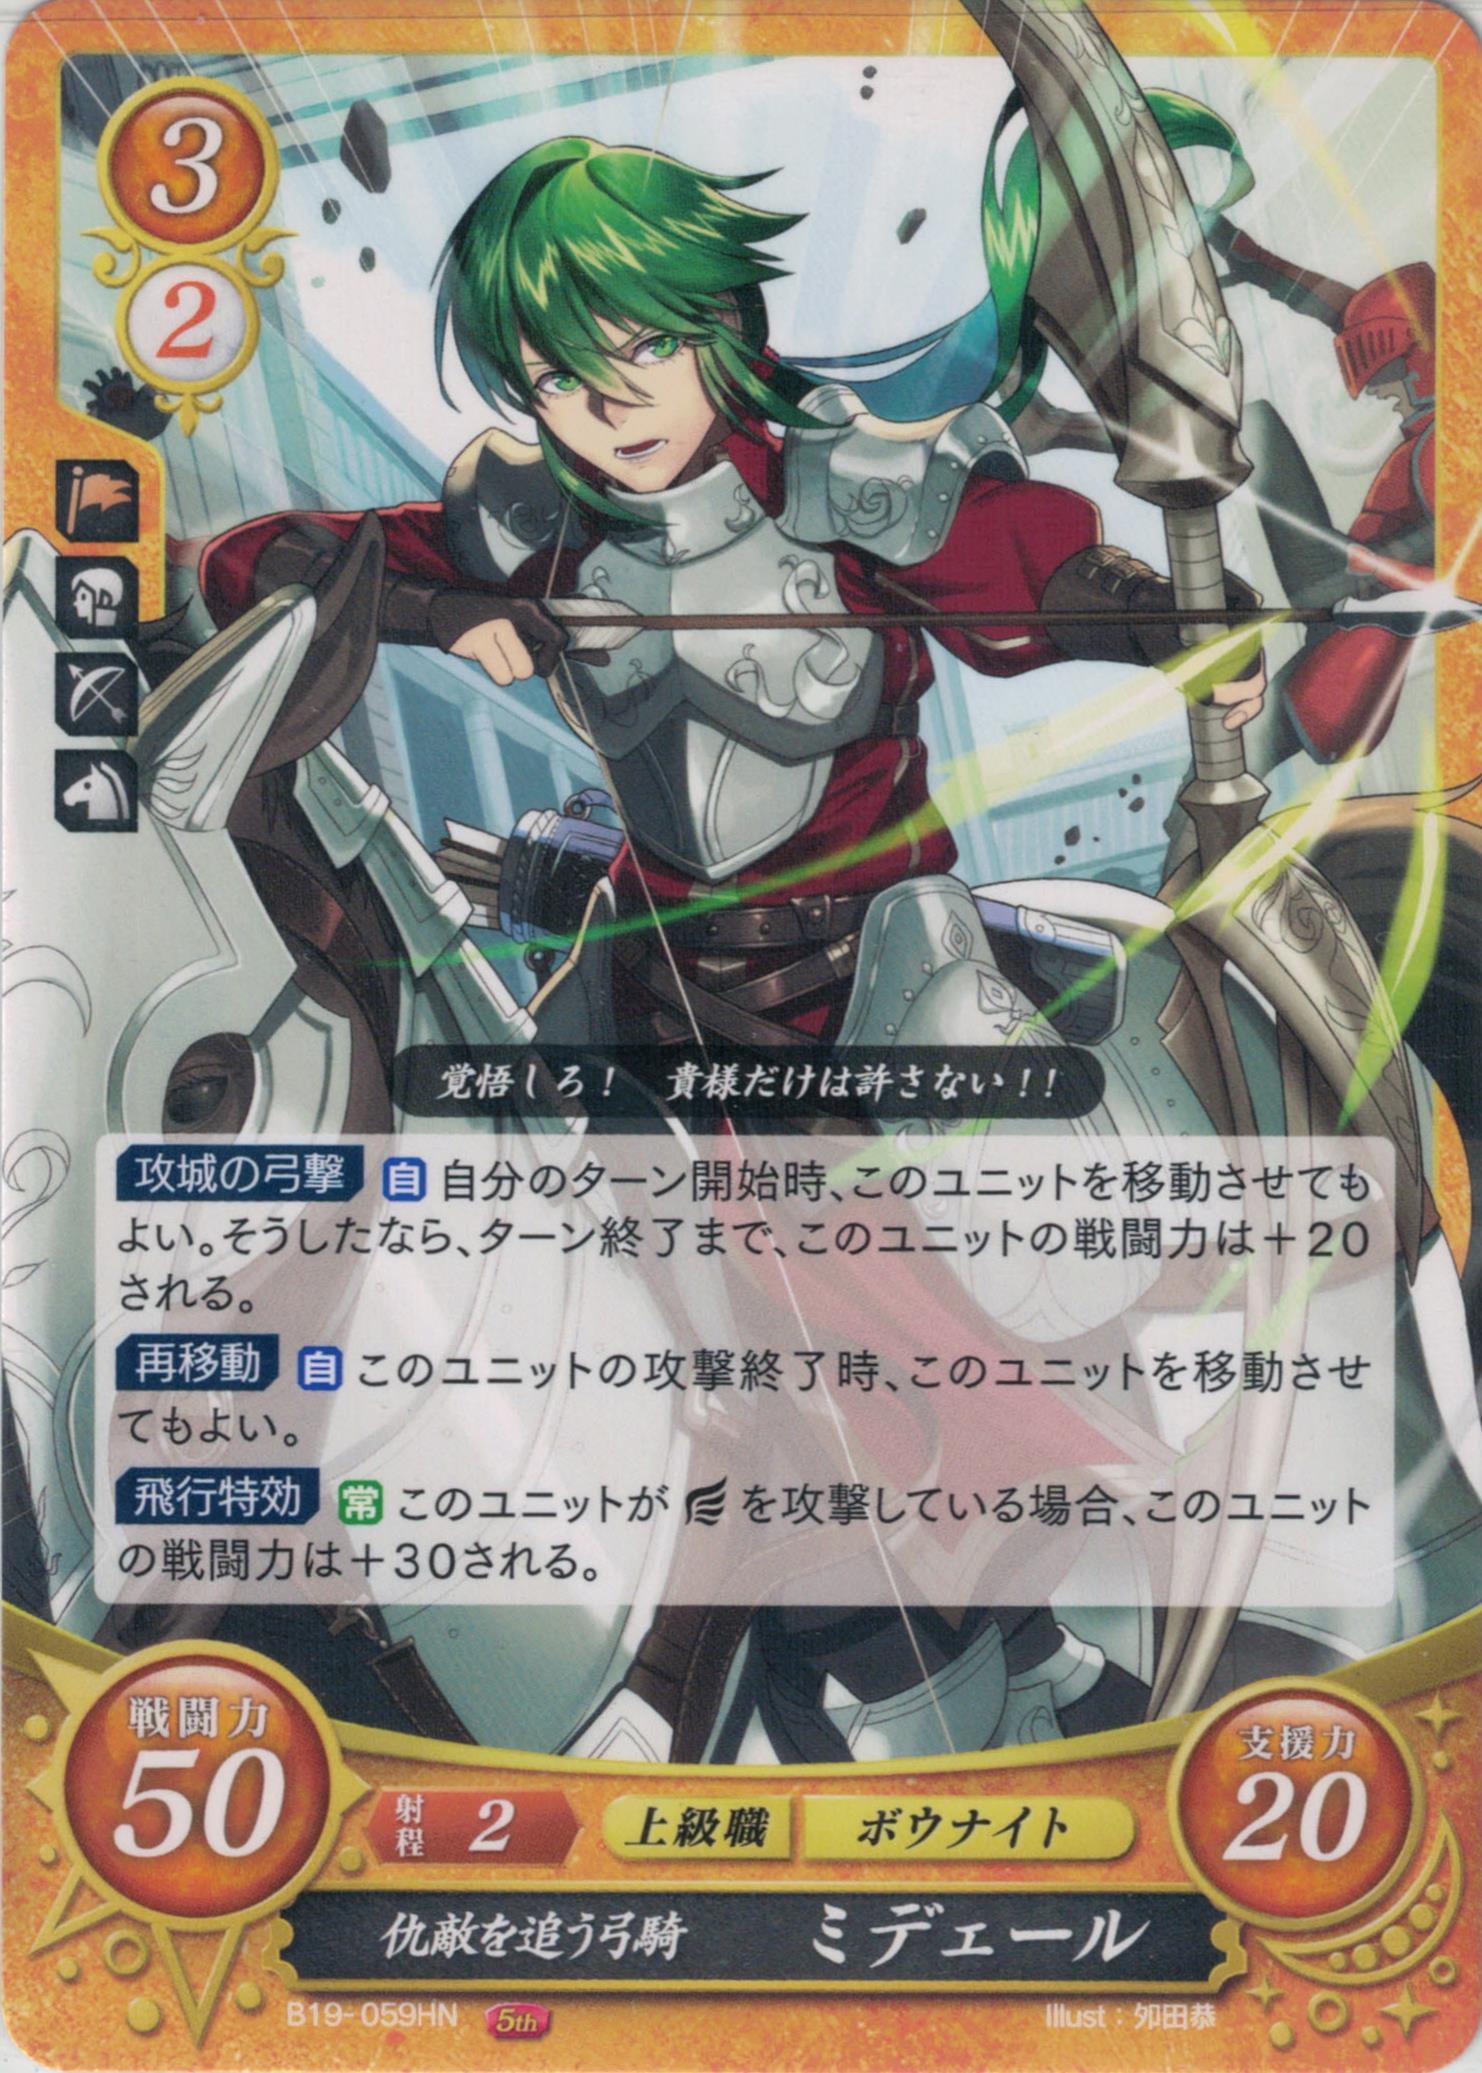 3
2
覚悟しろ！　貴様だけは許さない！！
攻城の弓撃 自 自分のターン開始時、このユニットを移動させても
よい。そうしたなら、ターン終了まで、このユニットの戦闘力は＋20
される。
再移動 自 このユニットの攻撃終了時、このユニットを移動させ
てもよい。
飛行特効 常 このユニットが を攻撃している場合、このユニット
の戦闘力は＋30される。
戦闘力
50
射程 2
上級職 ボウナイト
支援力
20
仇敵を追う弓騎 ミデェール
B19-059HN 5th
Illust：夘田恭